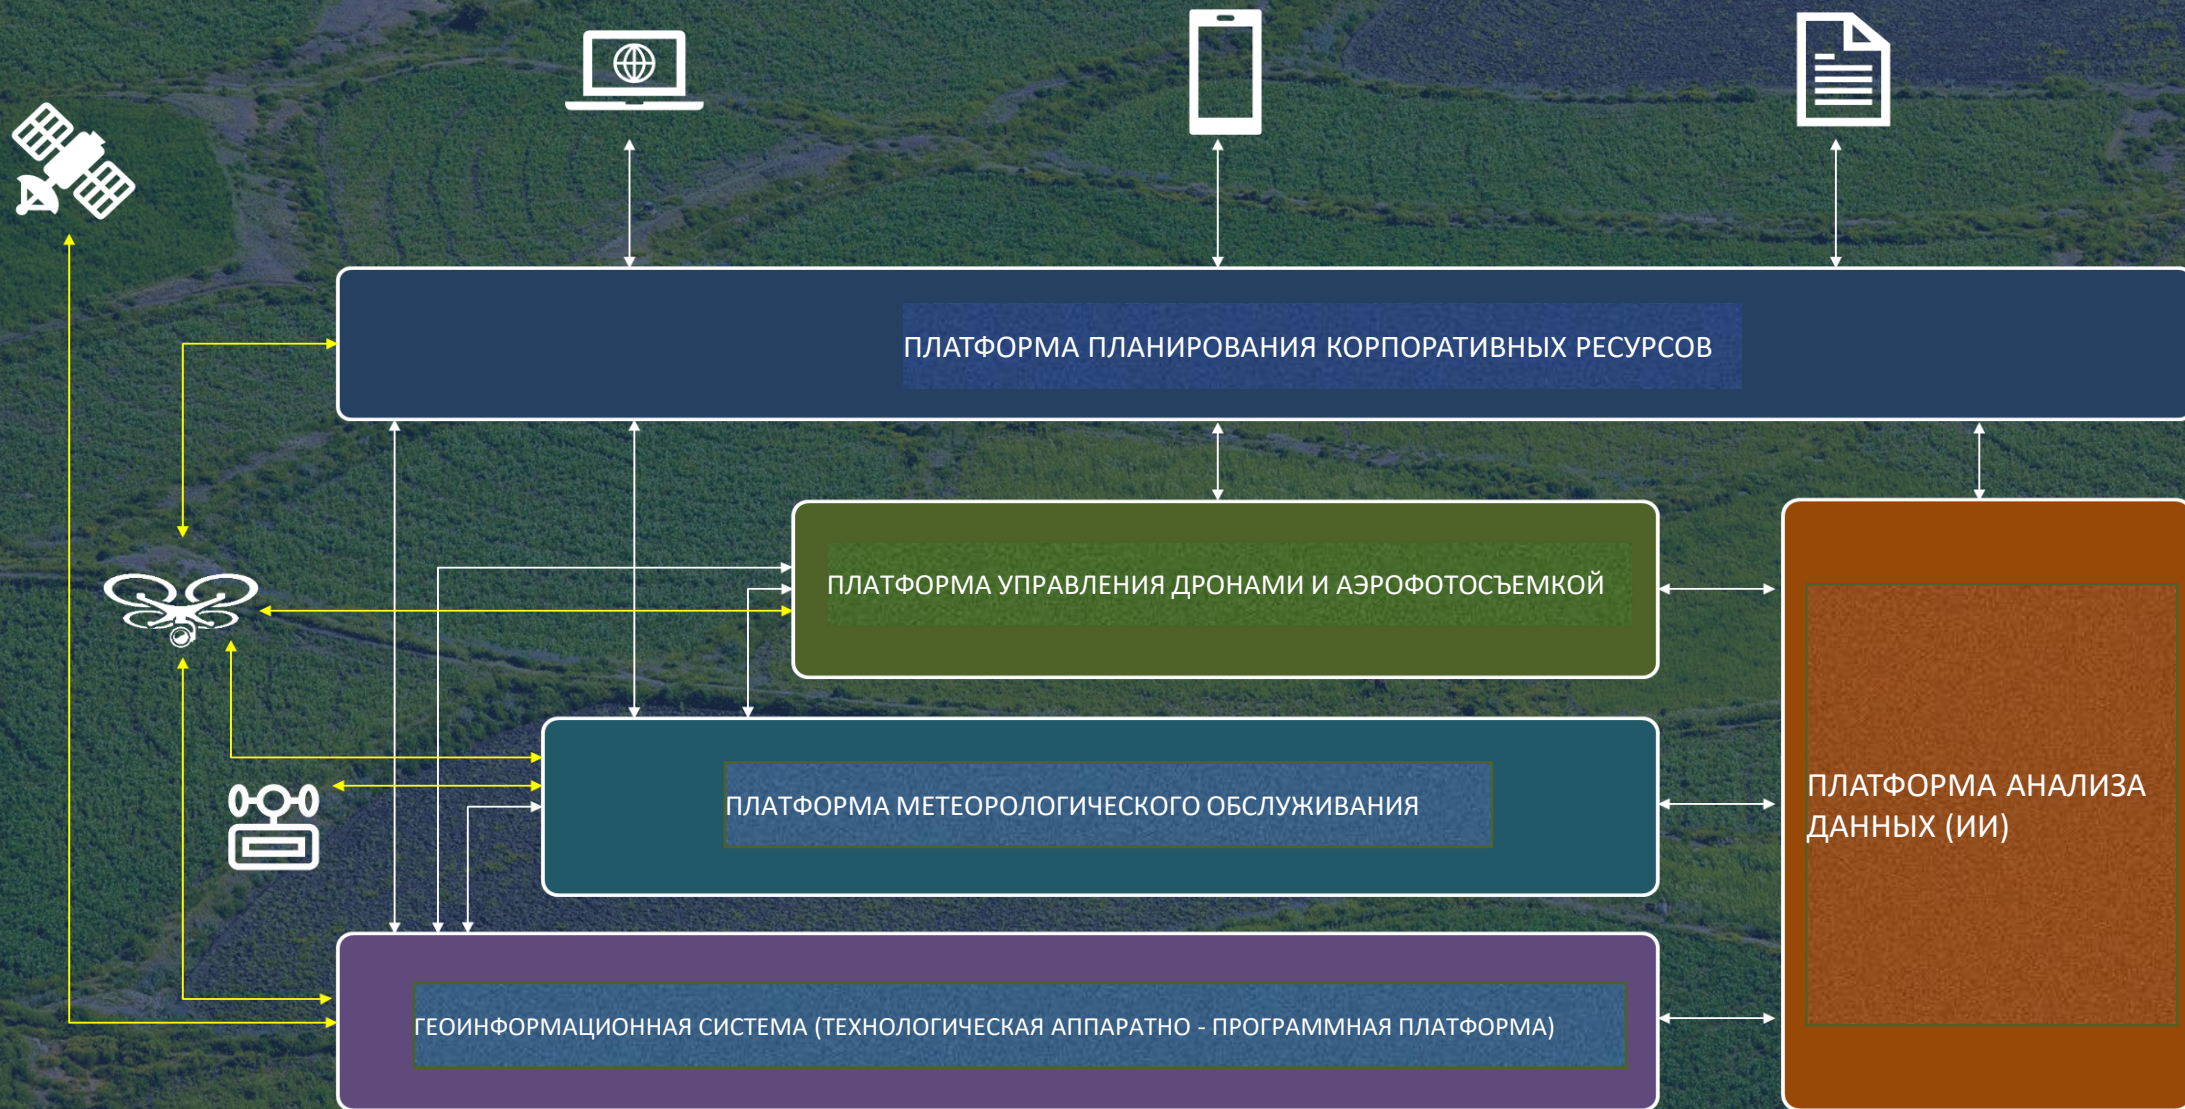 ПЛАТФОРМА ПЛАНИРОВАНИЯ КОРПОРАТИВНЫХ РЕСУРСОВ
ПЛАТФОРМА УПРАВЛЕНИЯ ДРОНАМИ И АЭРОФОТОСЪЕМКОЙ
ПЛАТФОРМА МЕТЕОРОЛОГИЧЕСКОГО ОБСЛУЖИВАНИЯ
ПЛАТФОРМА АНАЛИЗА
ДАННЫХ (ИИ)
ГЕОИНФОРМАЦИОННАЯ СИСТЕМА (ТЕХНОЛОГИЧЕСКАЯ АППАРАТНО - ПРОГРАММНАЯ ПЛАТФОРМА)